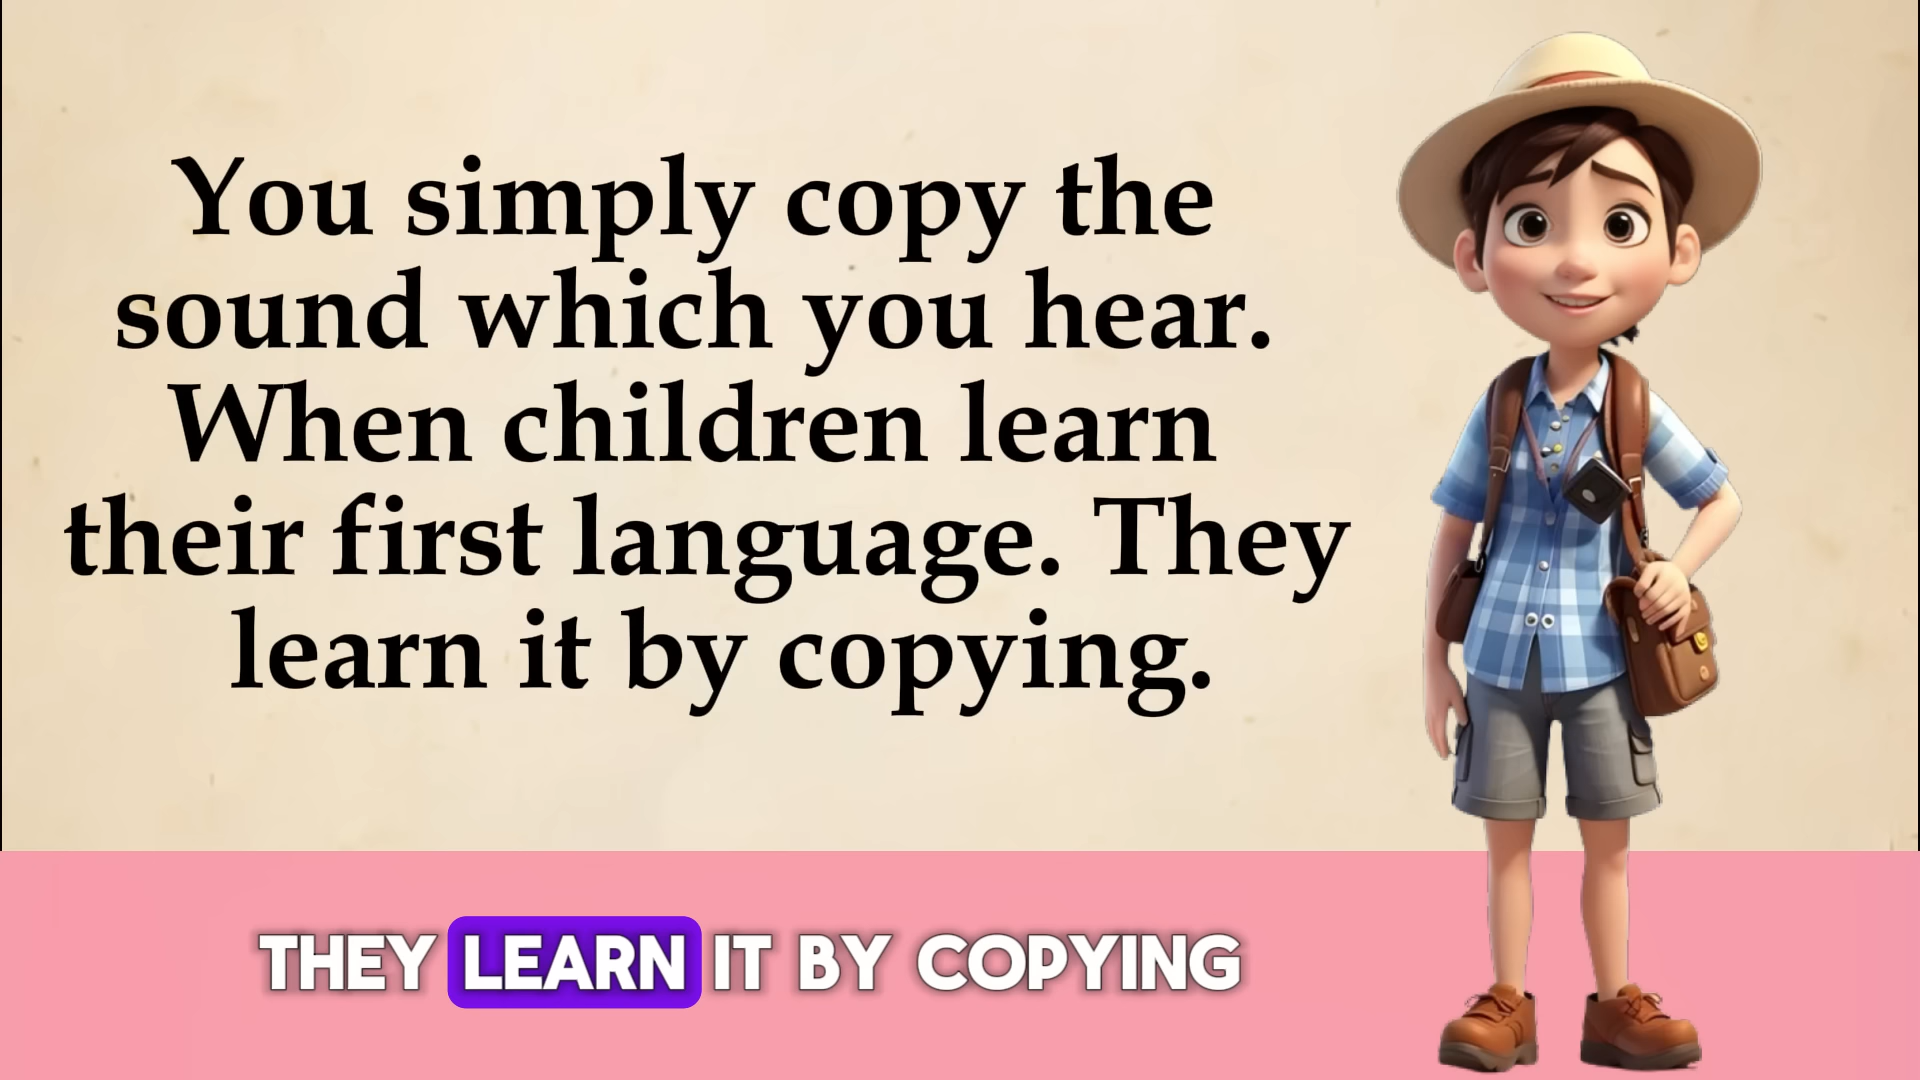 You simply copy the
sound which you hear.
When children learn
their first language. They
learn it by copying.
THEY LEARN IT BY COPYING